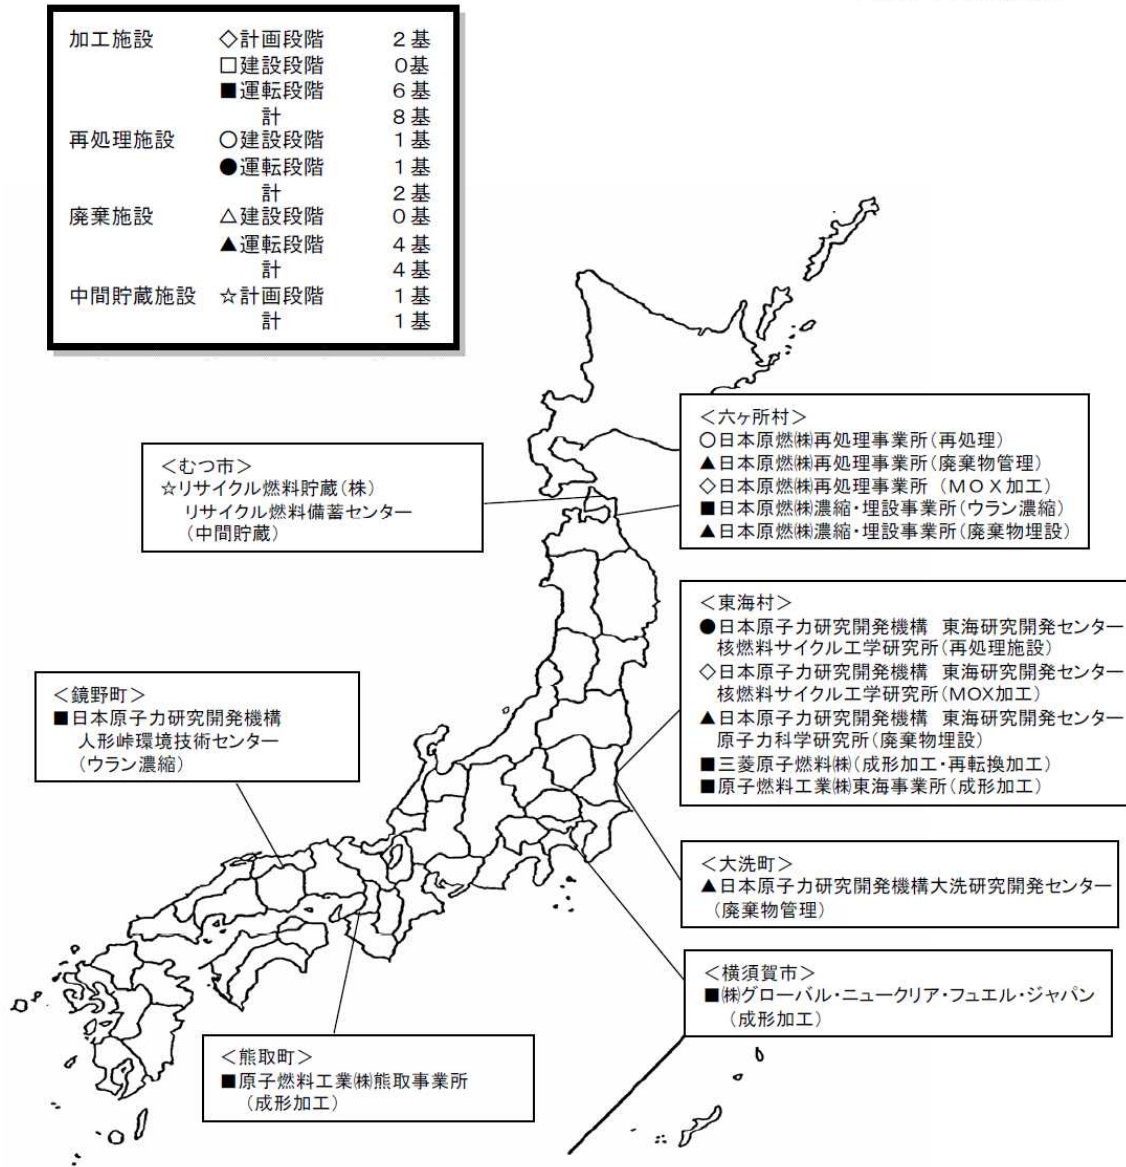 加工施設 ◇計画段階 2基
□建設段階 0基
■運転段階 6基
計 8基
再処理施設 ○建設段階 1基
●運転段階 1基
計 2基
廃棄施設 △建設段階 0基
▲運転段階 4基
計 4基
中間貯蔵施設 ☆計画段階 1基
計 1基
<六ヶ所村>
○日本原燃㈱再処理事業所(再処理)
▲日本原燃㈱再処理事業所(廃棄物管理)
◇日本原燃㈱再処理事業所(MOX加工)
■日本原燃㈱濃縮・埋設事業所(ウラン濃縮)
▲日本原燃㈱濃縮・埋設事業所(廃棄物埋設)
<むつ市>
☆リサイクル燃料貯蔵(株)
リサイクル燃料備蓄センター
(中間貯蔵)
<東海村>
●日本原子力研究開発機構 東海研究開発センター
核燃料サイクル工学研究所(再処理施設)
◇日本原子力研究開発機構 東海研究開発センター
核燃料サイクル工学研究所(MOX加工)
▲日本原子力研究開発機構 東海研究開発センター
原子力科学研究所(廃棄物埋設)
■三菱原子燃料㈱(成形加工・再転換加工)
■原子燃料工業㈱東海事業所(成形加工)
<鏡野町>
■日本原子力研究開発機構
人形峠環境技術センター
(ウラン濃縮)
<大洗町>
▲日本原子力研究開発機構大洗研究開発センター
(廃棄物管理)
<横須賀市>
■㈱グローバル・ニュークリア・フュエル・ジャパン
(成形加工)
<熊取町>
■原子燃料工業㈱熊取事業所
(成形加工)